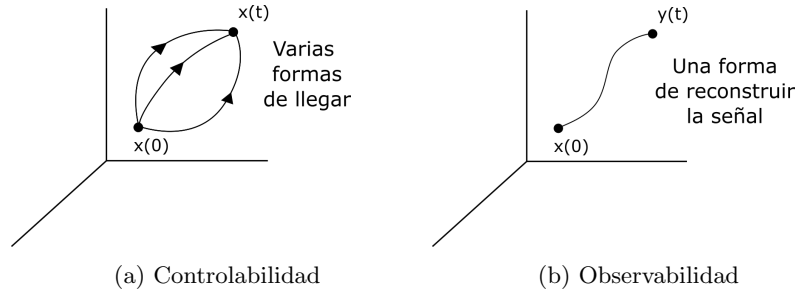 x(t)
Varias
formas
de llegar
x(0)
(a) Controlabilidad
y(t)
Una forma
de reconstruir
la señal
x(0)
(b) Observabilidad